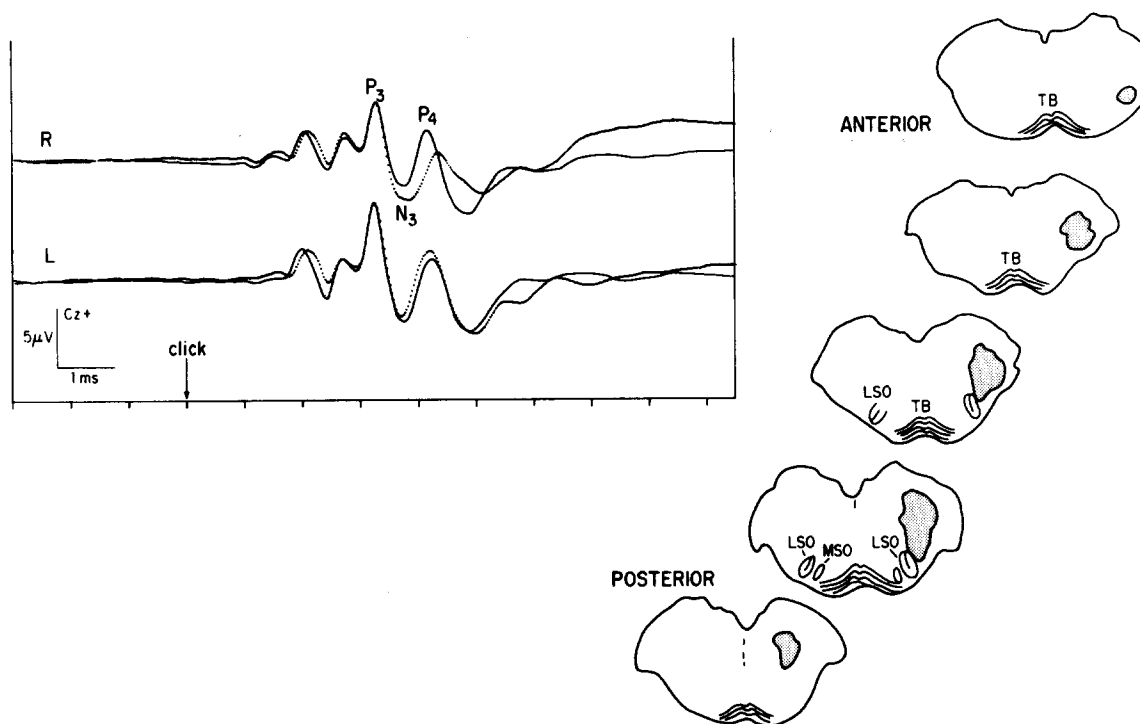 R
P3
P4
N3
L
Cz+
5μV
1ms
click
ANTERIOR
TB
TB
LSO
TB
LSO
MSO
LSO
POSTERIOR